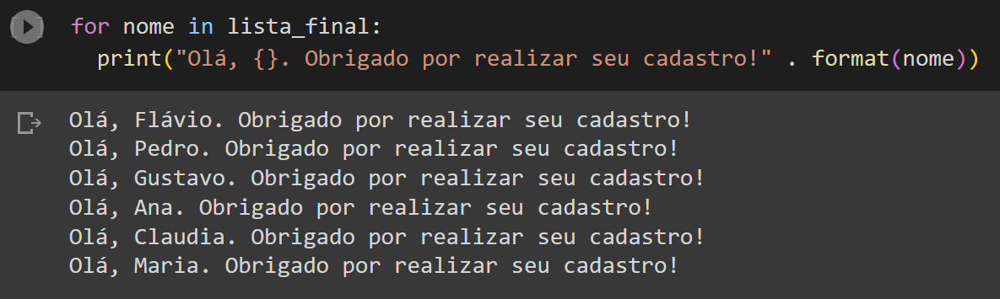 for nome in lista_final:
print("Olá, {}. Obrigado por realizar seu cadastro!" . format(nome))
Olá, Flávio. Obrigado por realizar seu cadastro!
Olá, Pedro. Obrigado por realizar seu cadastro!
Olá, Gustavo. Obrigado por realizar seu cadastro!
Olá, Ana. Obrigado por realizar seu cadastro!
Olá, Claudia. Obrigado por realizar seu cadastro!
Olá, Maria. Obrigado por realizar seu cadastro!